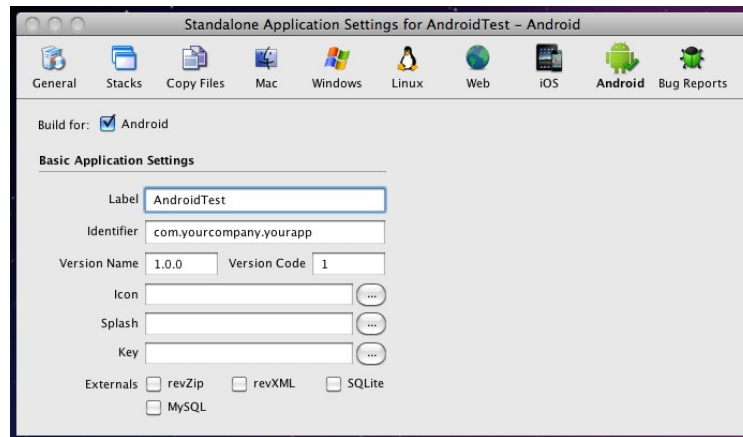 Standalone Application Settings for AndroidTest – Android
General Stacks Copy Files Mac Windows Linux Web iOS Android Bug Reports
Build for: Android
Basic Application Settings
Label AndroidTest
Identifier com.yourcompany.yourapp
Version Name 1.0.0 Version Code 1
Icon ...
Splash ...
Key ...
Externals revZip revXML SQLite
MySQL